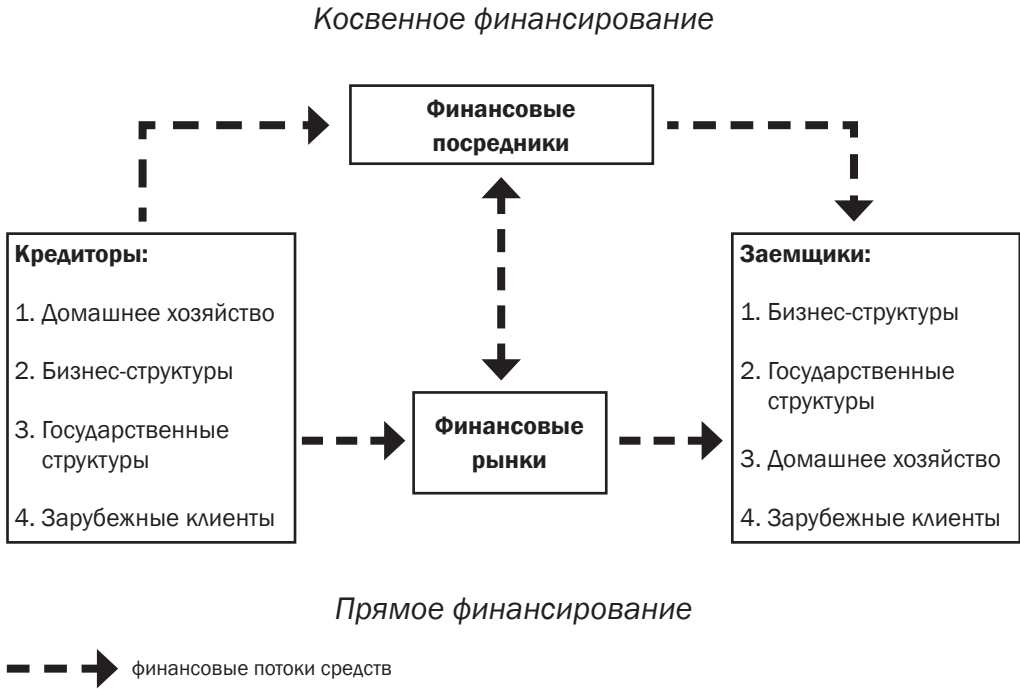 Косвенное финансирование
Финансовые
посредники
Кредиторы:
1. Домашнее хозяйство
2. Бизнес-структуры
3. Государственные
структуры
4. Зарубежные клиенты
Финансовые
рынки
Заемщики:
1. Бизнес-структуры
2. Государственные
структуры
3. Домашнее хозяйство
4. Зарубежные клиенты
Прямое финансирование
финансовые потоки средств